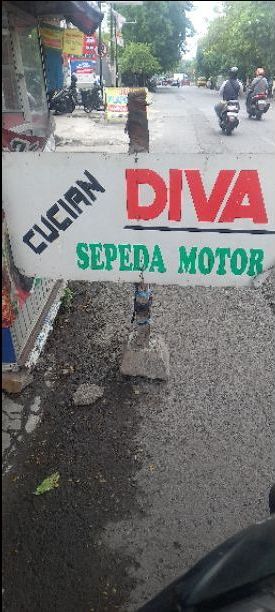 CUCIAN
DIVA
SEPEDA MOTOR